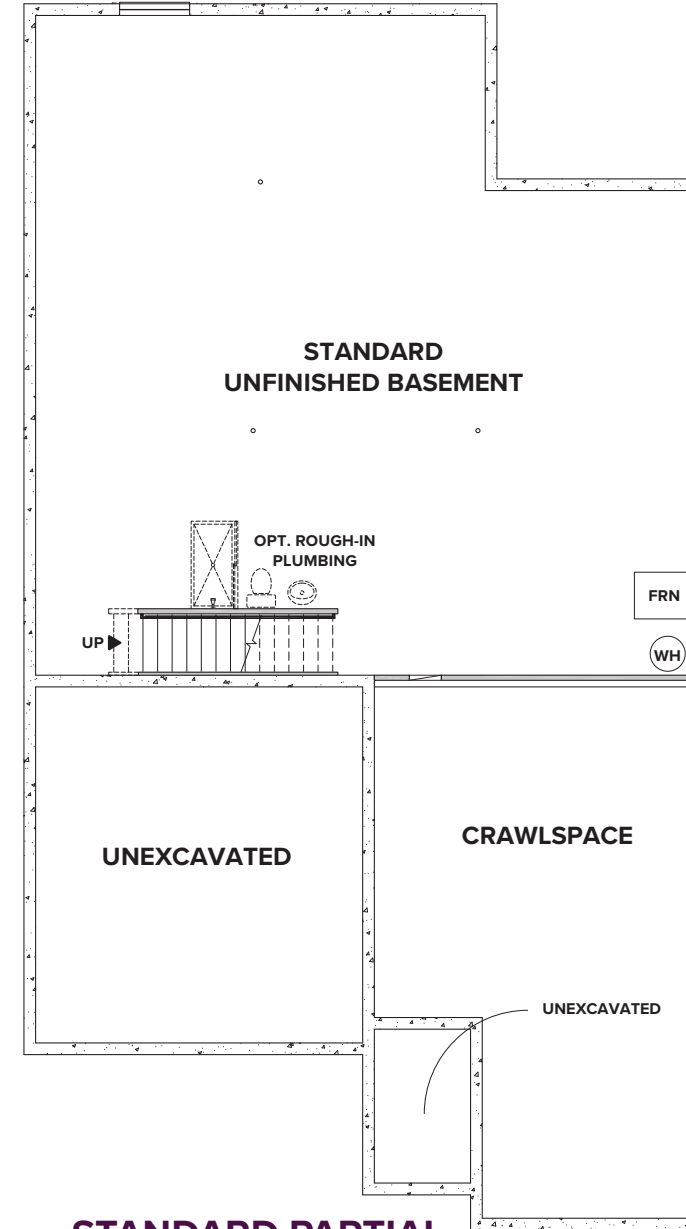 STANDARD
UNFINISHED BASEMENT
OPT. ROUGH-IN
PLUMBING
FRN
UP
WH
CRAWLSPACE
UNEXCAVATED
UNEXCAVATED
STANDARD PARTIAL